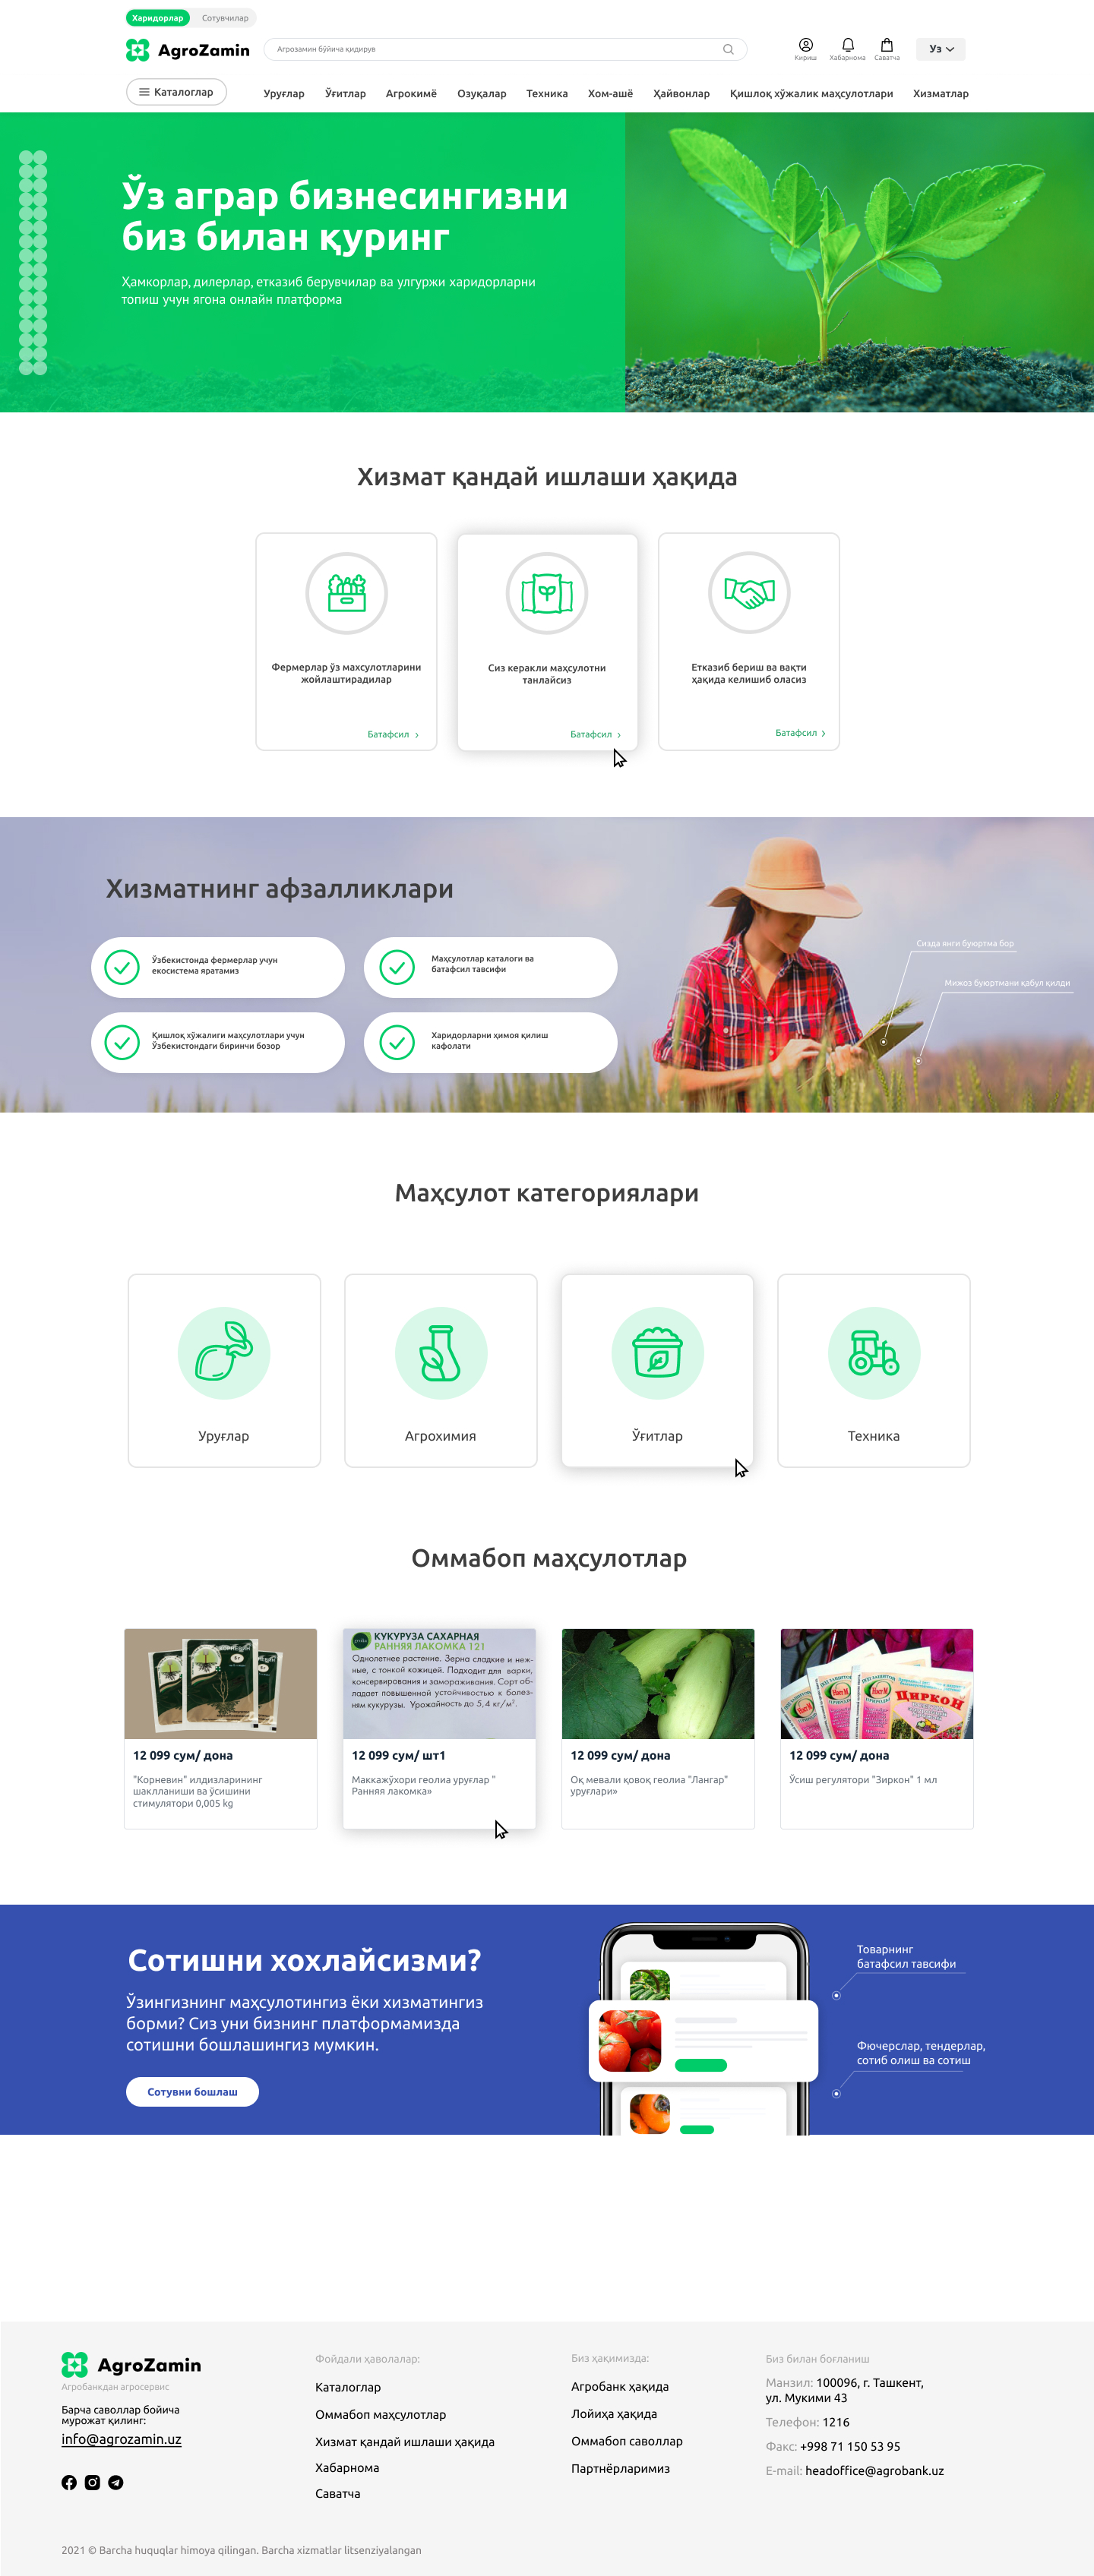 Харидорлар
Сотувчилар
AgroZamin
Агрозамин бўйича қидирув
Кириш
Хабарнома
Саватча
Уз
Каталоглар
Уруғлар
Ўғитлар
Агрокимё
Озуқалар
Техника
Хом-ашё
Ҳайвонлар
Қишлоқ хўжалик маҳсулотлари
Хизматлар
Ўз аграр бизнесингизни
биз билан қуринг
Ҳамкорлар, дилерлар, етказиб берувчилар ва улгуржи харидорларни
топиш учун ягона онлайн платформа
Хизмат қандай ишлаши ҳақида
Фермерлар ўз махсулотларини
жойлаштирадилар
Батафсил
Сиз керакли маҳсулотни
танлайсиз
Батафсил
Етказиб бериш ва вақти
ҳақида келишиб оласиз
Батафсил
Хизматнинг афзалликлари
Ўзбекистонда фермерлар учун
екосистема яратамиз
Маҳсулотлар каталоги ва
батафсил тавсифи
Қишлоқ хўжалиги маҳсулотлари учун
Ўзбекистондаги биринчи бозор
Харидорларни ҳимоя қилиш
кафолати
Сизда янги буюртма бор
Мижоз буюртмани қабул қилди
Маҳсулот категориялари
Уруғлар
Агрохимия
Ўғитлар
Техника
Оммабоп маҳсулотлар
КУКУРУЗА САХАРНАЯ
РАННЯЯ ЛАКОМКА 121
Однолетнее растение. Зерна сладкие и неж-
ные, с тонкой кожицей. Подходит для варки,
консервирования и замораживания. Сорт об-
ладает повышенной устойчивостью к болез-
ням кукурузы. Урожайность до 5,4 кг/м².
ЦИРКОН
12 099 сум/ дона
"Корневин" илдизларининг
шаклланиши ва ўсишини
стимулятори 0,005 kg
12 099 сум/ шт1
Маккажўхори геолиа уруғлар "
Ранняя лакомка»
12 099 сум/ дона
Оқ мевали қовоқ геолиа "Лангар"
уруғлари»
12 099 сум/ дона
Ўсиш регулятори "Зиркон" 1 мл
Сотишни хохлайсизми?
Ўзингизнинг маҳсулотингиз ёки хизматингиз
борми? Сиз уни бизнинг платформамизда
сотишни бошлашингиз мумкин.
Сотувни бошлаш
Товарнинг
батафсил тавсифи
Фючерслар, тендерлар,
сотиб олиш ва сотиш
AgroZamin
Агробанкдан агросервис
Барча саволлар бойича
мурожат қилинг:
info@agrozamin.uz
Фойдали ҳаволалар:
Каталоглар
Оммабоп маҳсулотлар
Хизмат қандай ишлаши ҳақида
Хабарнома
Саватча
Биз ҳақимизда:
Агробанк ҳақида
Лойиҳа ҳақида
Оммабоп саволлар
Партнёрларимиз
Биз билан боғланиш
Манзил: 100096, г. Ташкент,
ул. Мукими 43
Телефон: 1216
Факс: +998 71 150 53 95
E-mail: headoffice@agrobank.uz
2021 © Barcha huquqlar himoya qilingan. Barcha xizmatlar litsenziyalangan